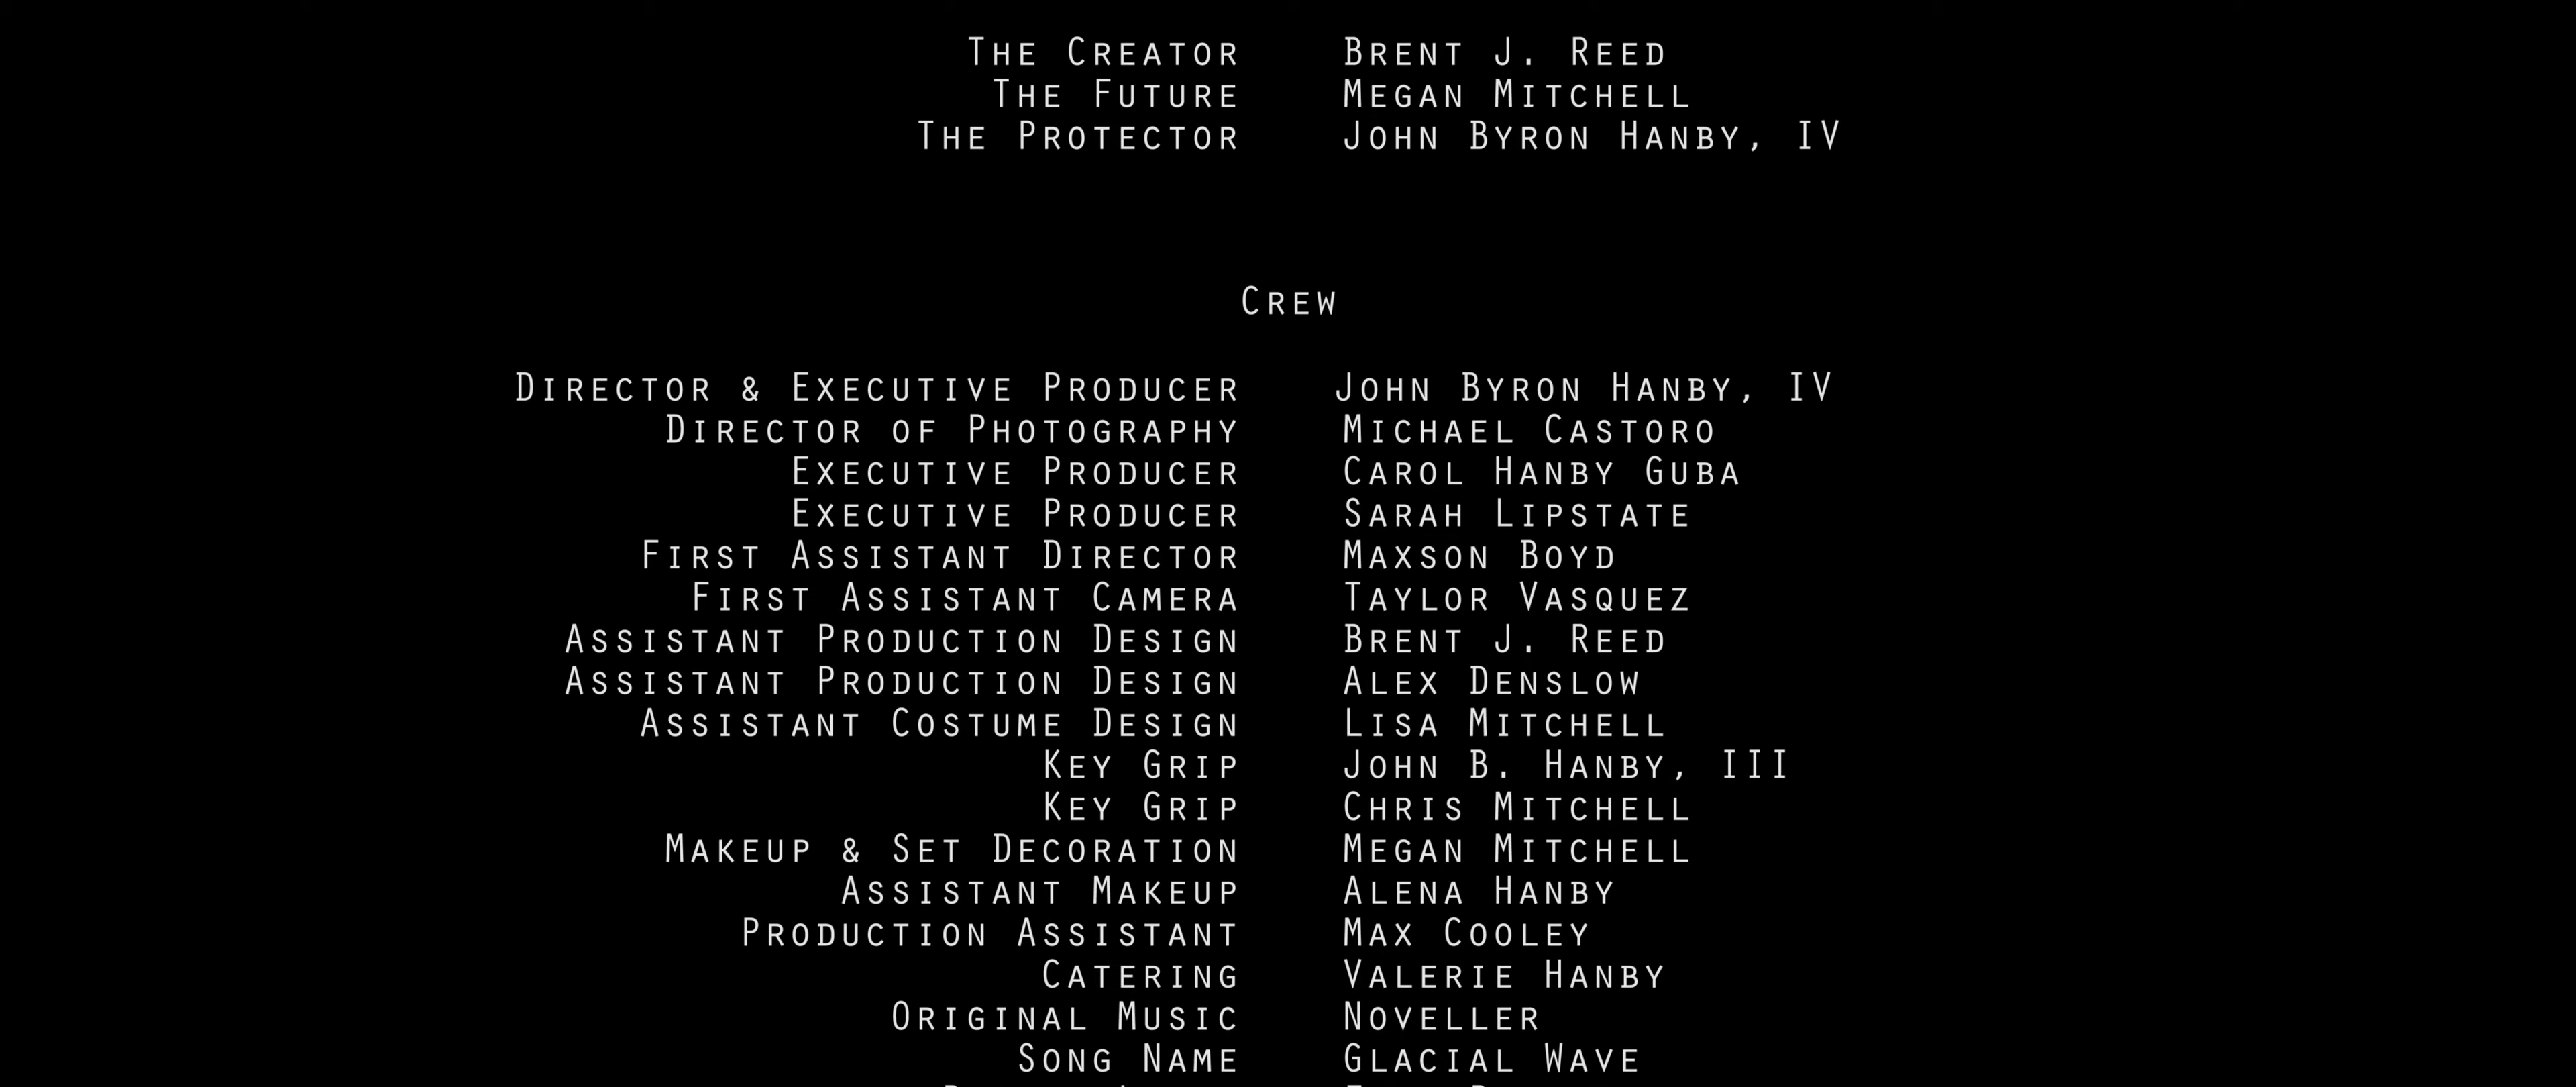 The Creator Brent J. Reed
The Future Megan Mitchell
The Protector John Byron Hanby, IV
Crew
Director & Executive Producer John Byron Hanby, IV
Director of Photography Michael Castoro
Executive Producer Carol Hanby Guba
Executive Producer Sarah Lipstate
First Assistant Director Maxson Boyd
First Assistant Camera Taylor Vasquez
Assistant Production Design Brent J. Reed
Assistant Production Design Alex Denslow
Assistant Costume Design Lisa Mitchell
Key Grip John B. Hanby, III
Key Grip Chris Mitchell
Makeup & Set Decoration Megan Mitchell
Assistant Makeup Alena Hanby
Production Assistant Max Cooley
Catering Valerie Hanby
Original Music Noveller
Song Name Glacial Wave